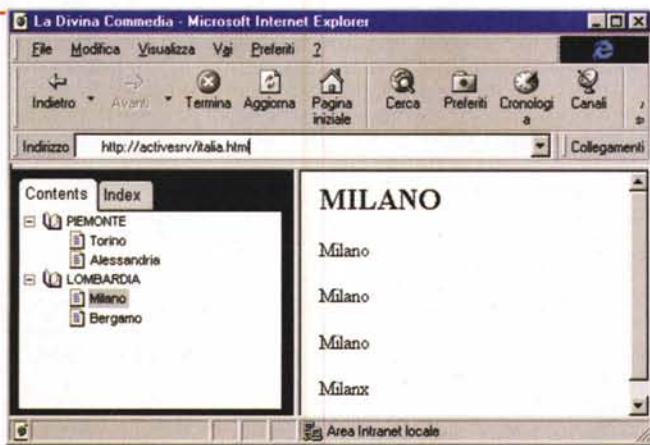 La Divina Commedia - Microsoft Internet Explorer
File Modifica Visualizza Vai Preferiti ?
Indietro Avanti Termina Aggiorna Pagina iniziale Cerca Preferiti Cronologia Canali
Indirizzo http://activesrv/italia.html Collegamenti
Contents Index
PIEMONTE
Torino
Alessandria
LOMBARDIA
Milano
Bergamo
MILANO
Milano
Milano
Milano
Milanx
Area Intranet locale